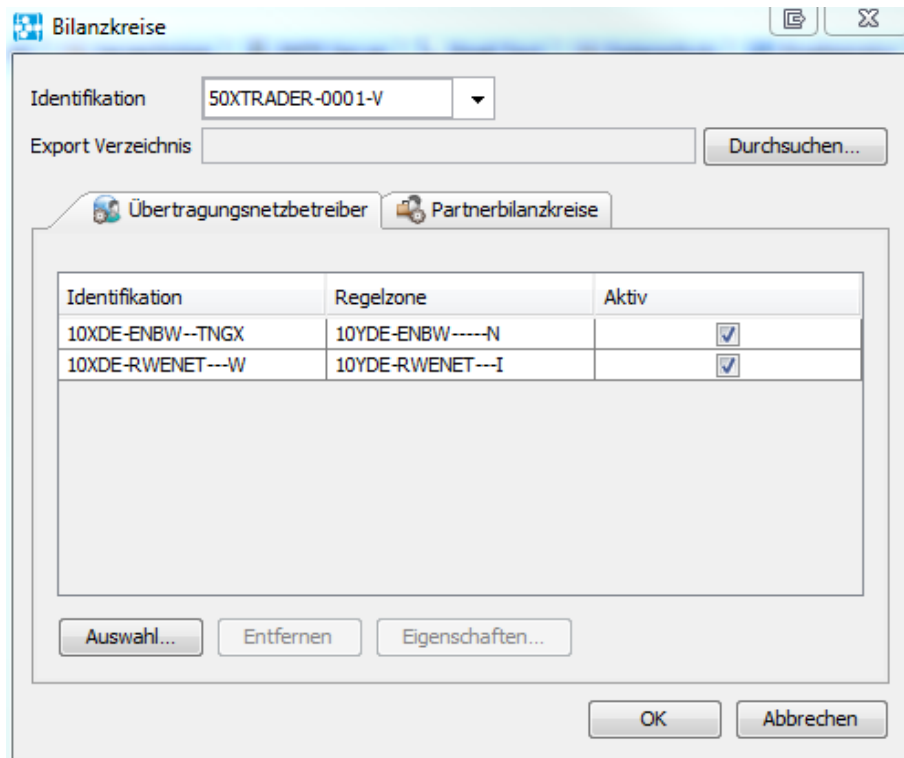 Bilanzkreise
Identifikation 50XTRADER-0001-V
Export Verzeichnis Durchsuchen...
Übertragungsnetzbetreiber Partnerbilanzkreise
Identifikation Regelzone Aktiv
10XDE-ENBW--TNGX 10YDE-ENBW-----N
10XDE-RWENET---W 10YDE-RWENET---I
Auswahl... Entfernen Eigenschaften...
OK Abbrechen